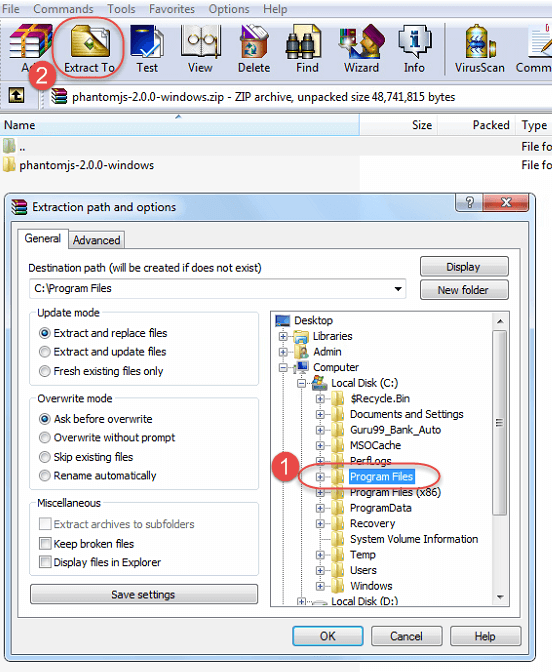 File Commands Tools Favorites Options Help
Extract To Test View Delete Find Wizard Info VirusScan
2
phantomjs-2.0.0-windows.zip - ZIP archive, unpacked size 48,741,815 bytes
Name Size Packed Type
.. File fo
phantomjs-2.0.0-windows File fo
Extraction path and options
General Advanced
Destination path (will be created if does not exist)
Display
C:\Program Files
New folder
Update mode
Extract and replace files
Extract and update files
Fresh existing files only
Overwrite mode
Ask before overwrite
Overwrite without prompt
Skip existing files
Rename automatically
Miscellaneous
Extract archives to subfolders
Keep broken files
Display files in Explorer
Save settings
Desktop
Libraries
Admin
Computer
Local Disk (C:)
$Recycle.Bin
Documents and Settings
Guru99_Bank_Auto
MSOCache
PerfLogs
1
Program Files
Program Files (x86)
ProgramData
Recovery
System Volume Information
Temp
Users
Windows
Local Disk (D:)
OK Cancel Help